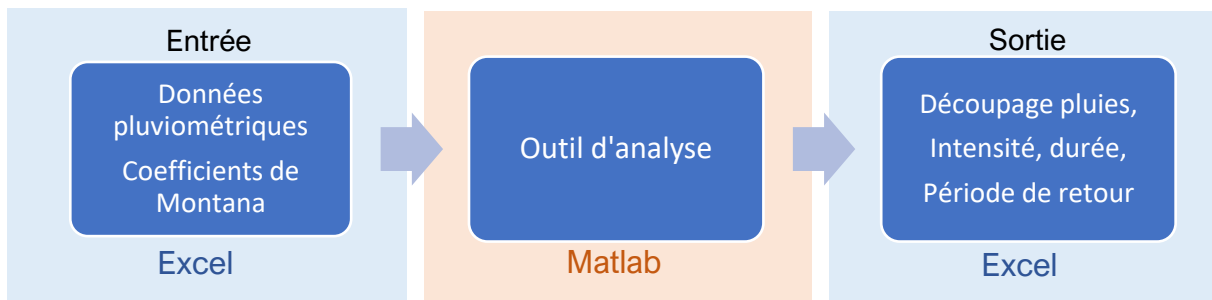 Entrée
Données
pluviométriques
Coefficients de
Montana
Excel
Outil d'analyse
Matlab
Sortie
Découpage pluies,
Intensité, durée,
Période de retour
Excel